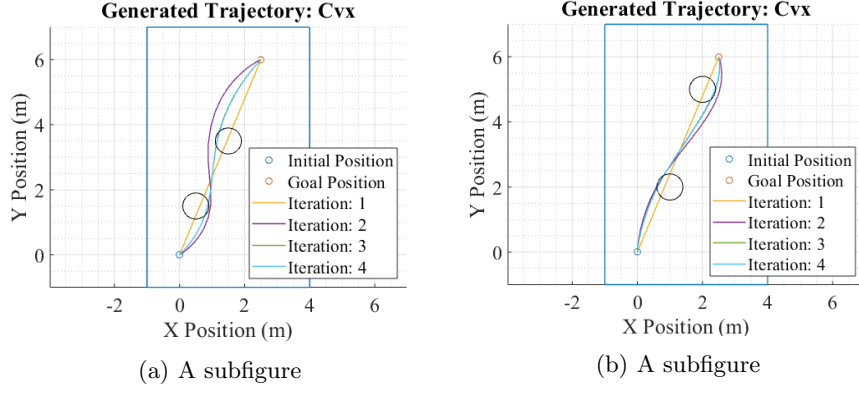 Generated Trajectory: Cvx
6
4
2
0
-2
0
2
4
6
Y Position (m)
X Position (m)
Initial Position
Goal Position
Iteration: 1
Iteration: 2
Iteration: 3
Iteration: 4
(a) A subfigure
Generated Trajectory: Cvx
6
4
2
0
-2
0
2
4
6
Y Position (m)
X Position (m)
Initial Position
Goal Position
Iteration: 1
Iteration: 2
Iteration: 3
Iteration: 4
(b) A subfigure